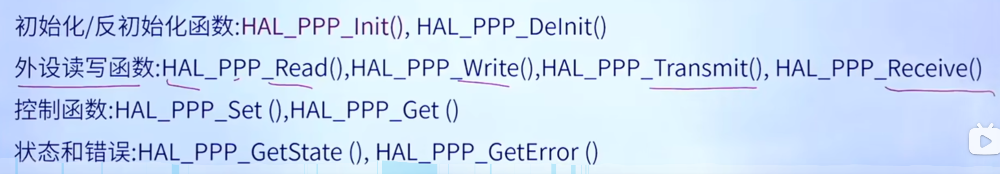 初始化/反初始化函数:HAL_PPP_Init(), HAL_PPP_DeInit()
外设读写函数:HAL_PPP_Read(),HAL_PPP_Write(),HAL_PPP_Transmit(), HAL_PPP_Receive()
控制函数:HAL_PPP_Set (),HAL_PPP_Get ()
状态和错误:HAL_PPP_GetState (), HAL_PPP_GetError ()